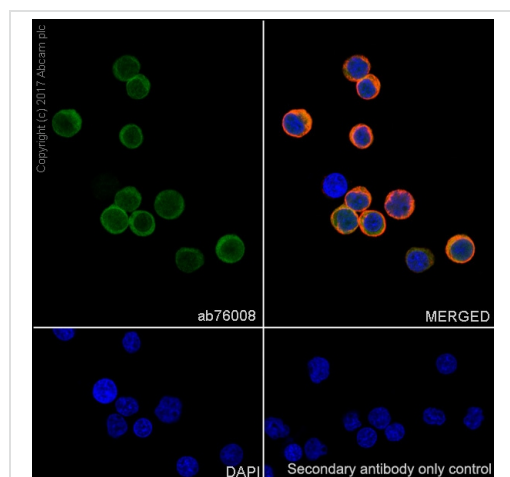 Copyright (c) 2017 Abcam plc
ab76008
MERGED
DAPI
Secondary antibody only control